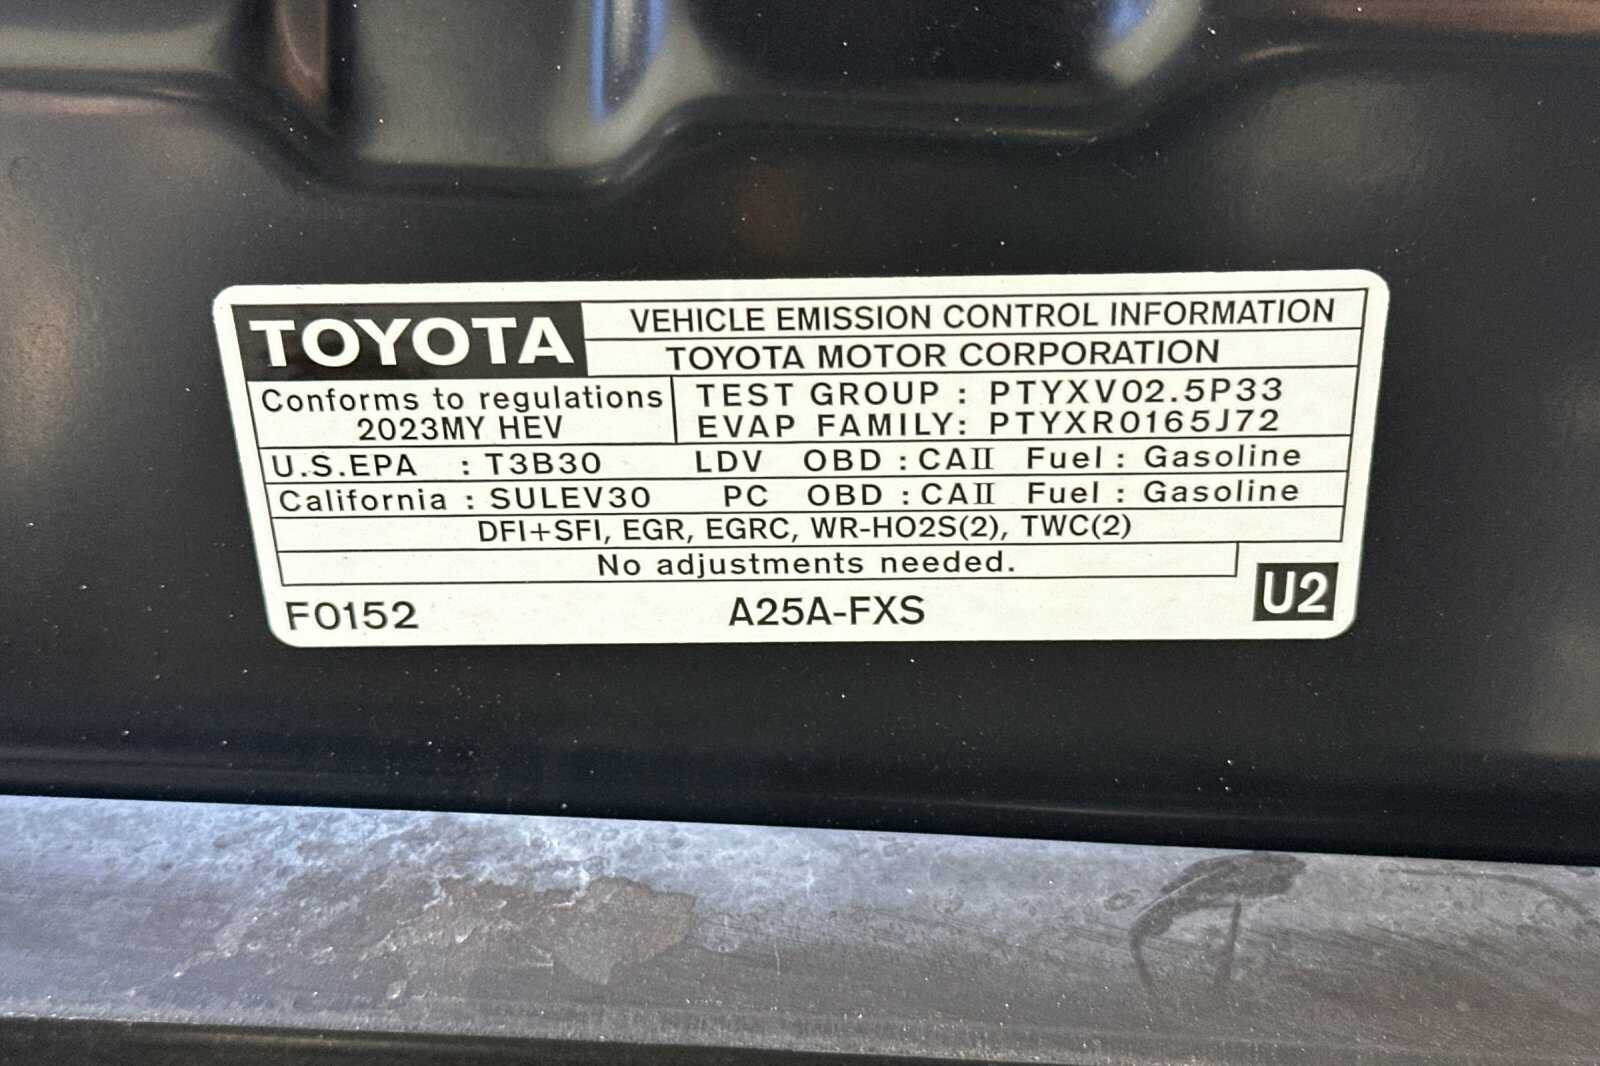 TOYOTA
VEHICLE EMISSION CONTROL INFORMATION
TOYOTA MOTOR CORPORATION
Conforms to regulations
2023MY HEV
TEST GROUP : PTYXV02.5P33
EVAP FAMILY: PTYXR0165J72
U.S.EPA : T3B30 LDV OBD : CAII Fuel : Gasoline
California : SULEV30 PC OBD : CAII Fuel : Gasoline
DFI+SFI, EGR, EGRC, WR-HO2S(2), TWC(2)
No adjustments needed.
F0152 A25A-FXS U2